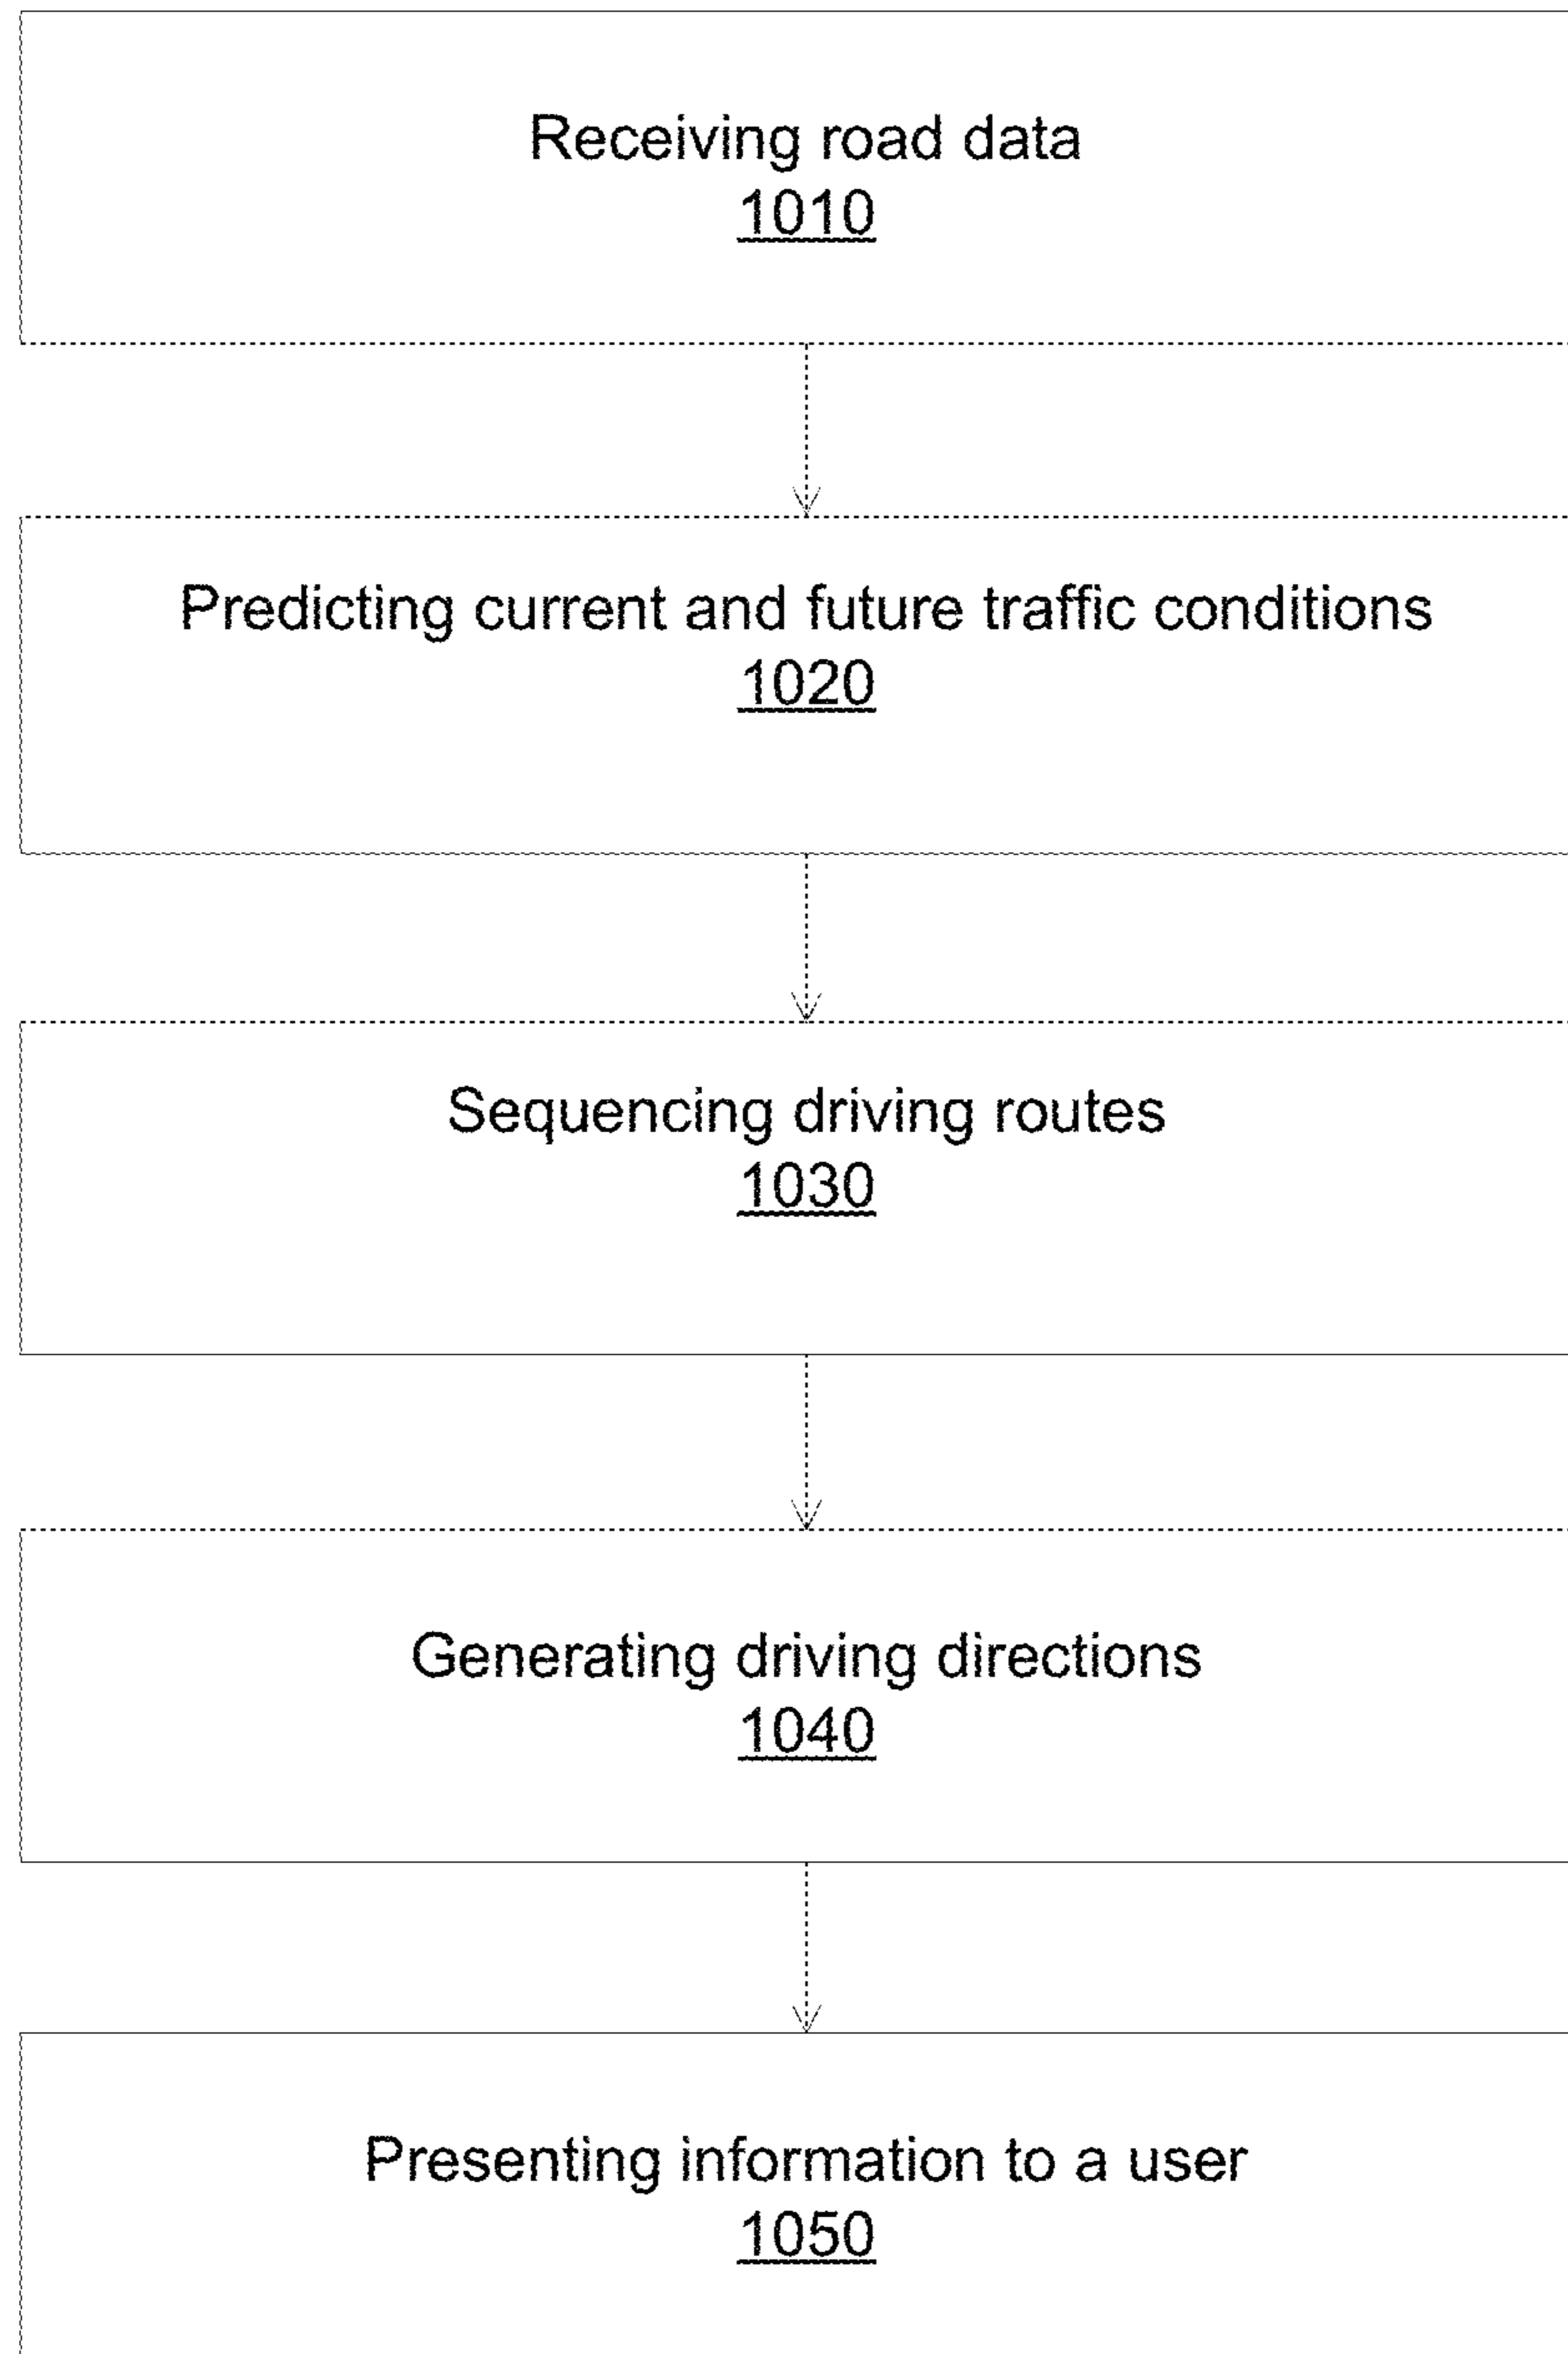 Receiving road data
1010
Predicting current and future traffic conditions
1020
Sequencing driving routes
1030
Generating driving directions
1040
Presenting information to a user
1050